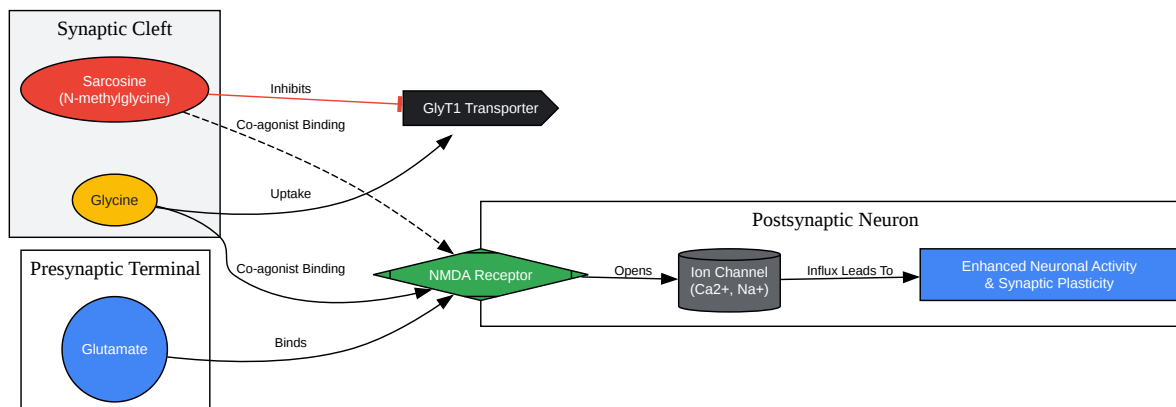 Synaptic Cleft
Sarcosine
(N-methylglycine)
Inhibits
GlyT1 Transporter
Co-agonist Binding
Glycine
Uptake
Postsynaptic Neuron
Presynaptic Terminal
Co-agonist Binding
NMDA Receptor
Opens
Ion Channel
(Ca2+, Na+)
Influx Leads To
Enhanced Neuronal Activity
& Synaptic Plasticity
Glutamate
Binds